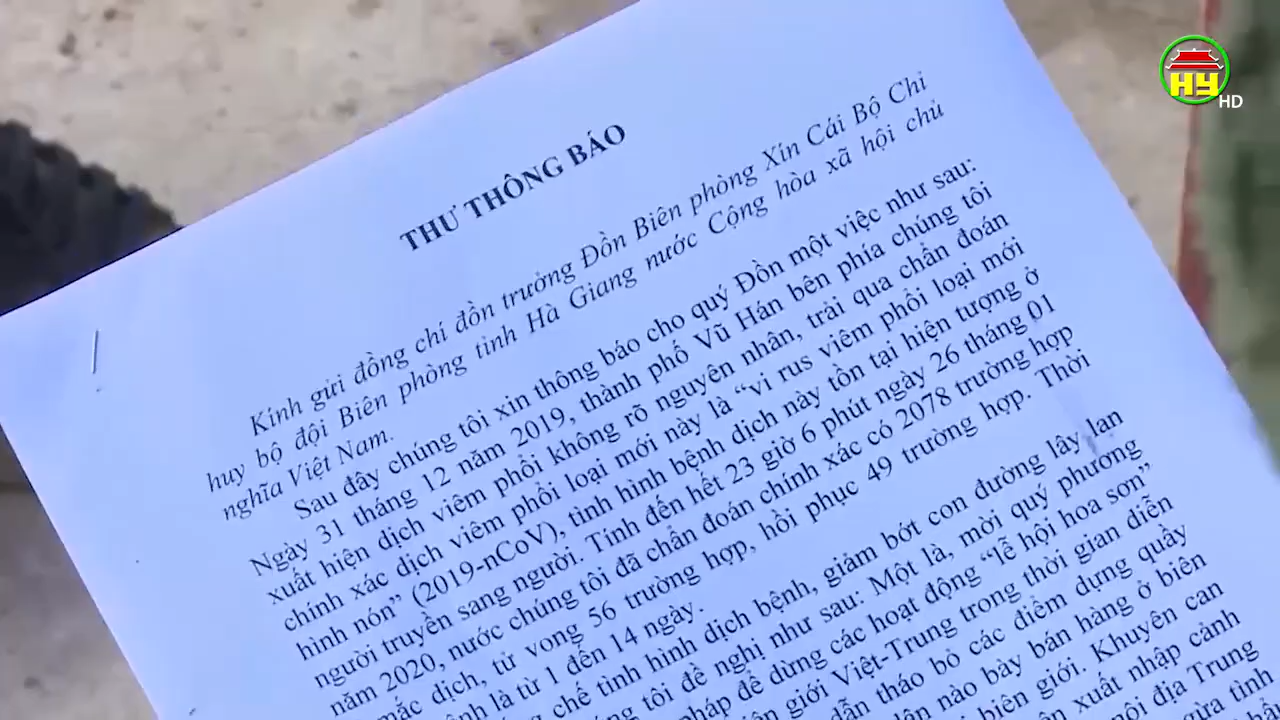 HY
HD
THƯ THÔNG BÁO
Kính gửi đồng chí đồn trưởng Đồn Biên phòng Xín Cái Bộ Chỉ
huy bộ đội Biên phòng tỉnh Hà Giang nước Cộng hòa xã hội chủ
nghĩa Việt Nam.
Sau đây chúng tôi xin thông báo cho quý Đồn một việc như sau:
Ngày 31 tháng 12 năm 2019, thành phố Vũ Hán bên phía chúng tôi
xuất hiện dịch viêm phổi không rõ nguyên nhân, trải qua chẩn đoán
chính xác dịch viêm phổi loại mới này là “vi rus viêm phổi loại mới
hình nón” (2019-nCoV), tình hình bệnh dịch này tồn tại hiện tượng ở
người truyền sang người. Tính đến hết 23 giờ 6 phút ngày 26 tháng 01
năm 2020, nước chúng tôi đã chẩn đoán chính xác có 2078 trường hợp
mắc dịch, tử vong 56 trường hợp, hồi phục 49 trường hợp. Thời
bệnh là từ 1 đến 14 ngày.
chế tình hình dịch bệnh, giảm bớt con đường lây lan
tôi đề nghị như sau: Một là, mời quý phương
pháp để dừng các hoạt động “lễ hội hoa sơn”
giới Việt-Trung trong thời gian diễn
dẫn tháo bỏ các điểm dựng quầy
dân nào bày bán hàng ở biên
biên giới. Khuyên can
xuất nhập cảnh
nội địa Trung
tình